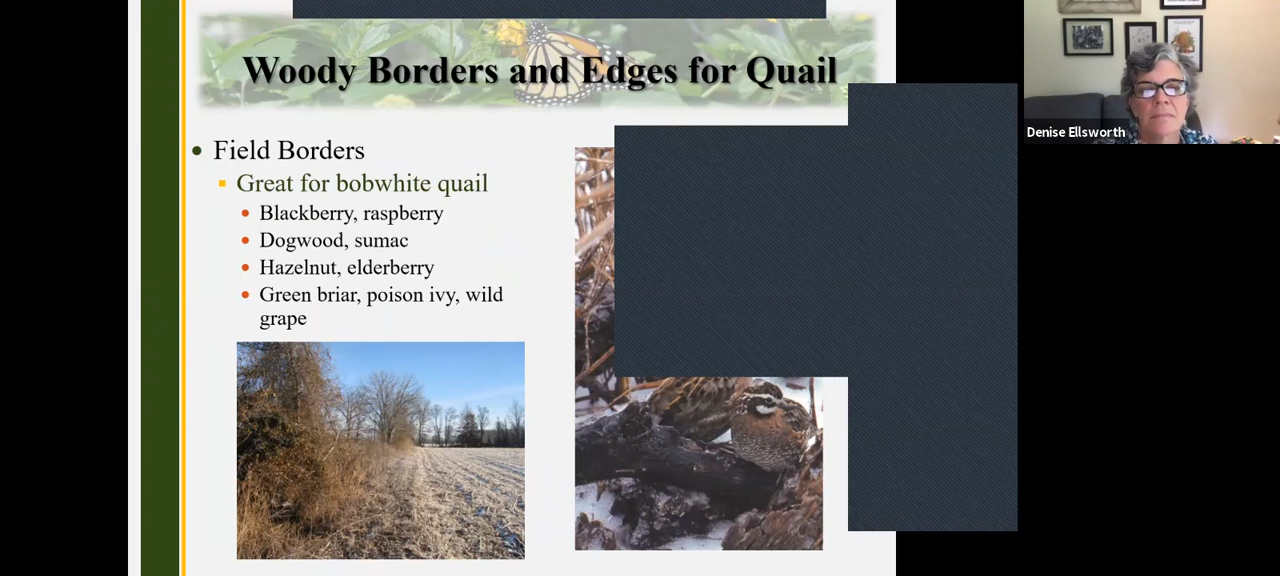 Woody Borders and Edges for Quail
Denise Ellsworth
Field Borders
Great for bobwhite quail
Blackberry, raspberry
Dogwood, sumac
Hazelnut, elderberry
Green briar, poison ivy, wild
grape